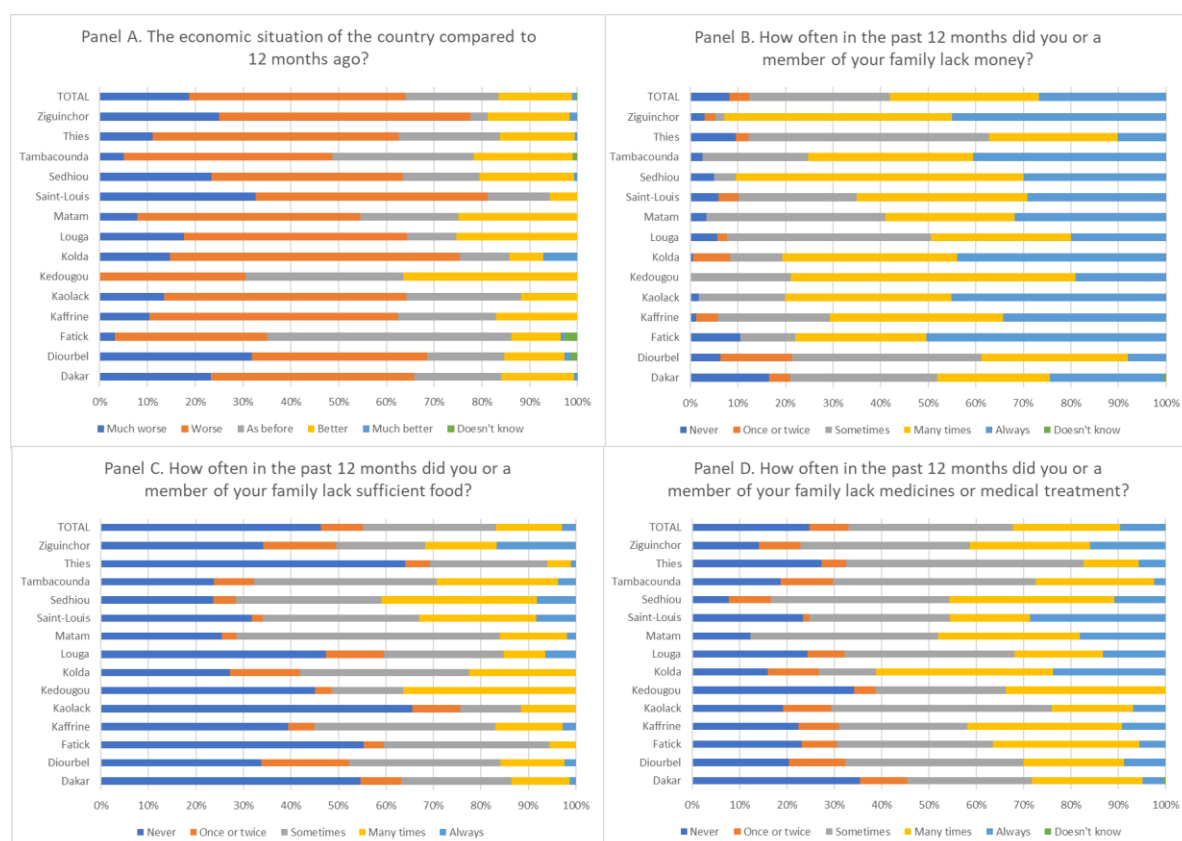 Panel A. The economic situation of the country compared to
12 months ago?
TOTAL
Ziguinchor
Thies
Tambacounda
Sedhiou
Saint-Louis
Matam
Louga
Kolda
Kedougou
Kaolack
Kaffrine
Fatick
Diourbel
Dakar
0% 10% 20% 30% 40% 50% 60% 70% 80% 90% 100%
Much worse Worse As before Better Much better Doesn't know
Panel B. How often in the past 12 months did you or a
member of your family lack money?
TOTAL
Ziguinchor
Thies
Tambacounda
Sedhiou
Saint-Louis
Matam
Louga
Kolda
Kedougou
Kaolack
Kaffrine
Fatick
Diourbel
Dakar
0% 10% 20% 30% 40% 50% 60% 70% 80% 90% 100%
Never Once or twice Sometimes Many times Always Doesn't know
Panel C. How often in the past 12 months did you or a
member of your family lack sufficient food?
TOTAL
Ziguinchor
Thies
Tambacounda
Sedhiou
Saint-Louis
Matam
Louga
Kolda
Kedougou
Kaolack
Kaffrine
Fatick
Diourbel
Dakar
0% 10% 20% 30% 40% 50% 60% 70% 80% 90% 100%
Never Once or twice Sometimes Many times Always
Panel D. How often in the past 12 months did you or a
member of your family lack medicines or medical treatment?
TOTAL
Ziguinchor
Thies
Tambacounda
Sedhiou
Saint-Louis
Matam
Louga
Kolda
Kedougou
Kaolack
Kaffrine
Fatick
Diourbel
Dakar
0% 10% 20% 30% 40% 50% 60% 70% 80% 90% 100%
Never Once or twice Sometimes Many times Always Doesn't know